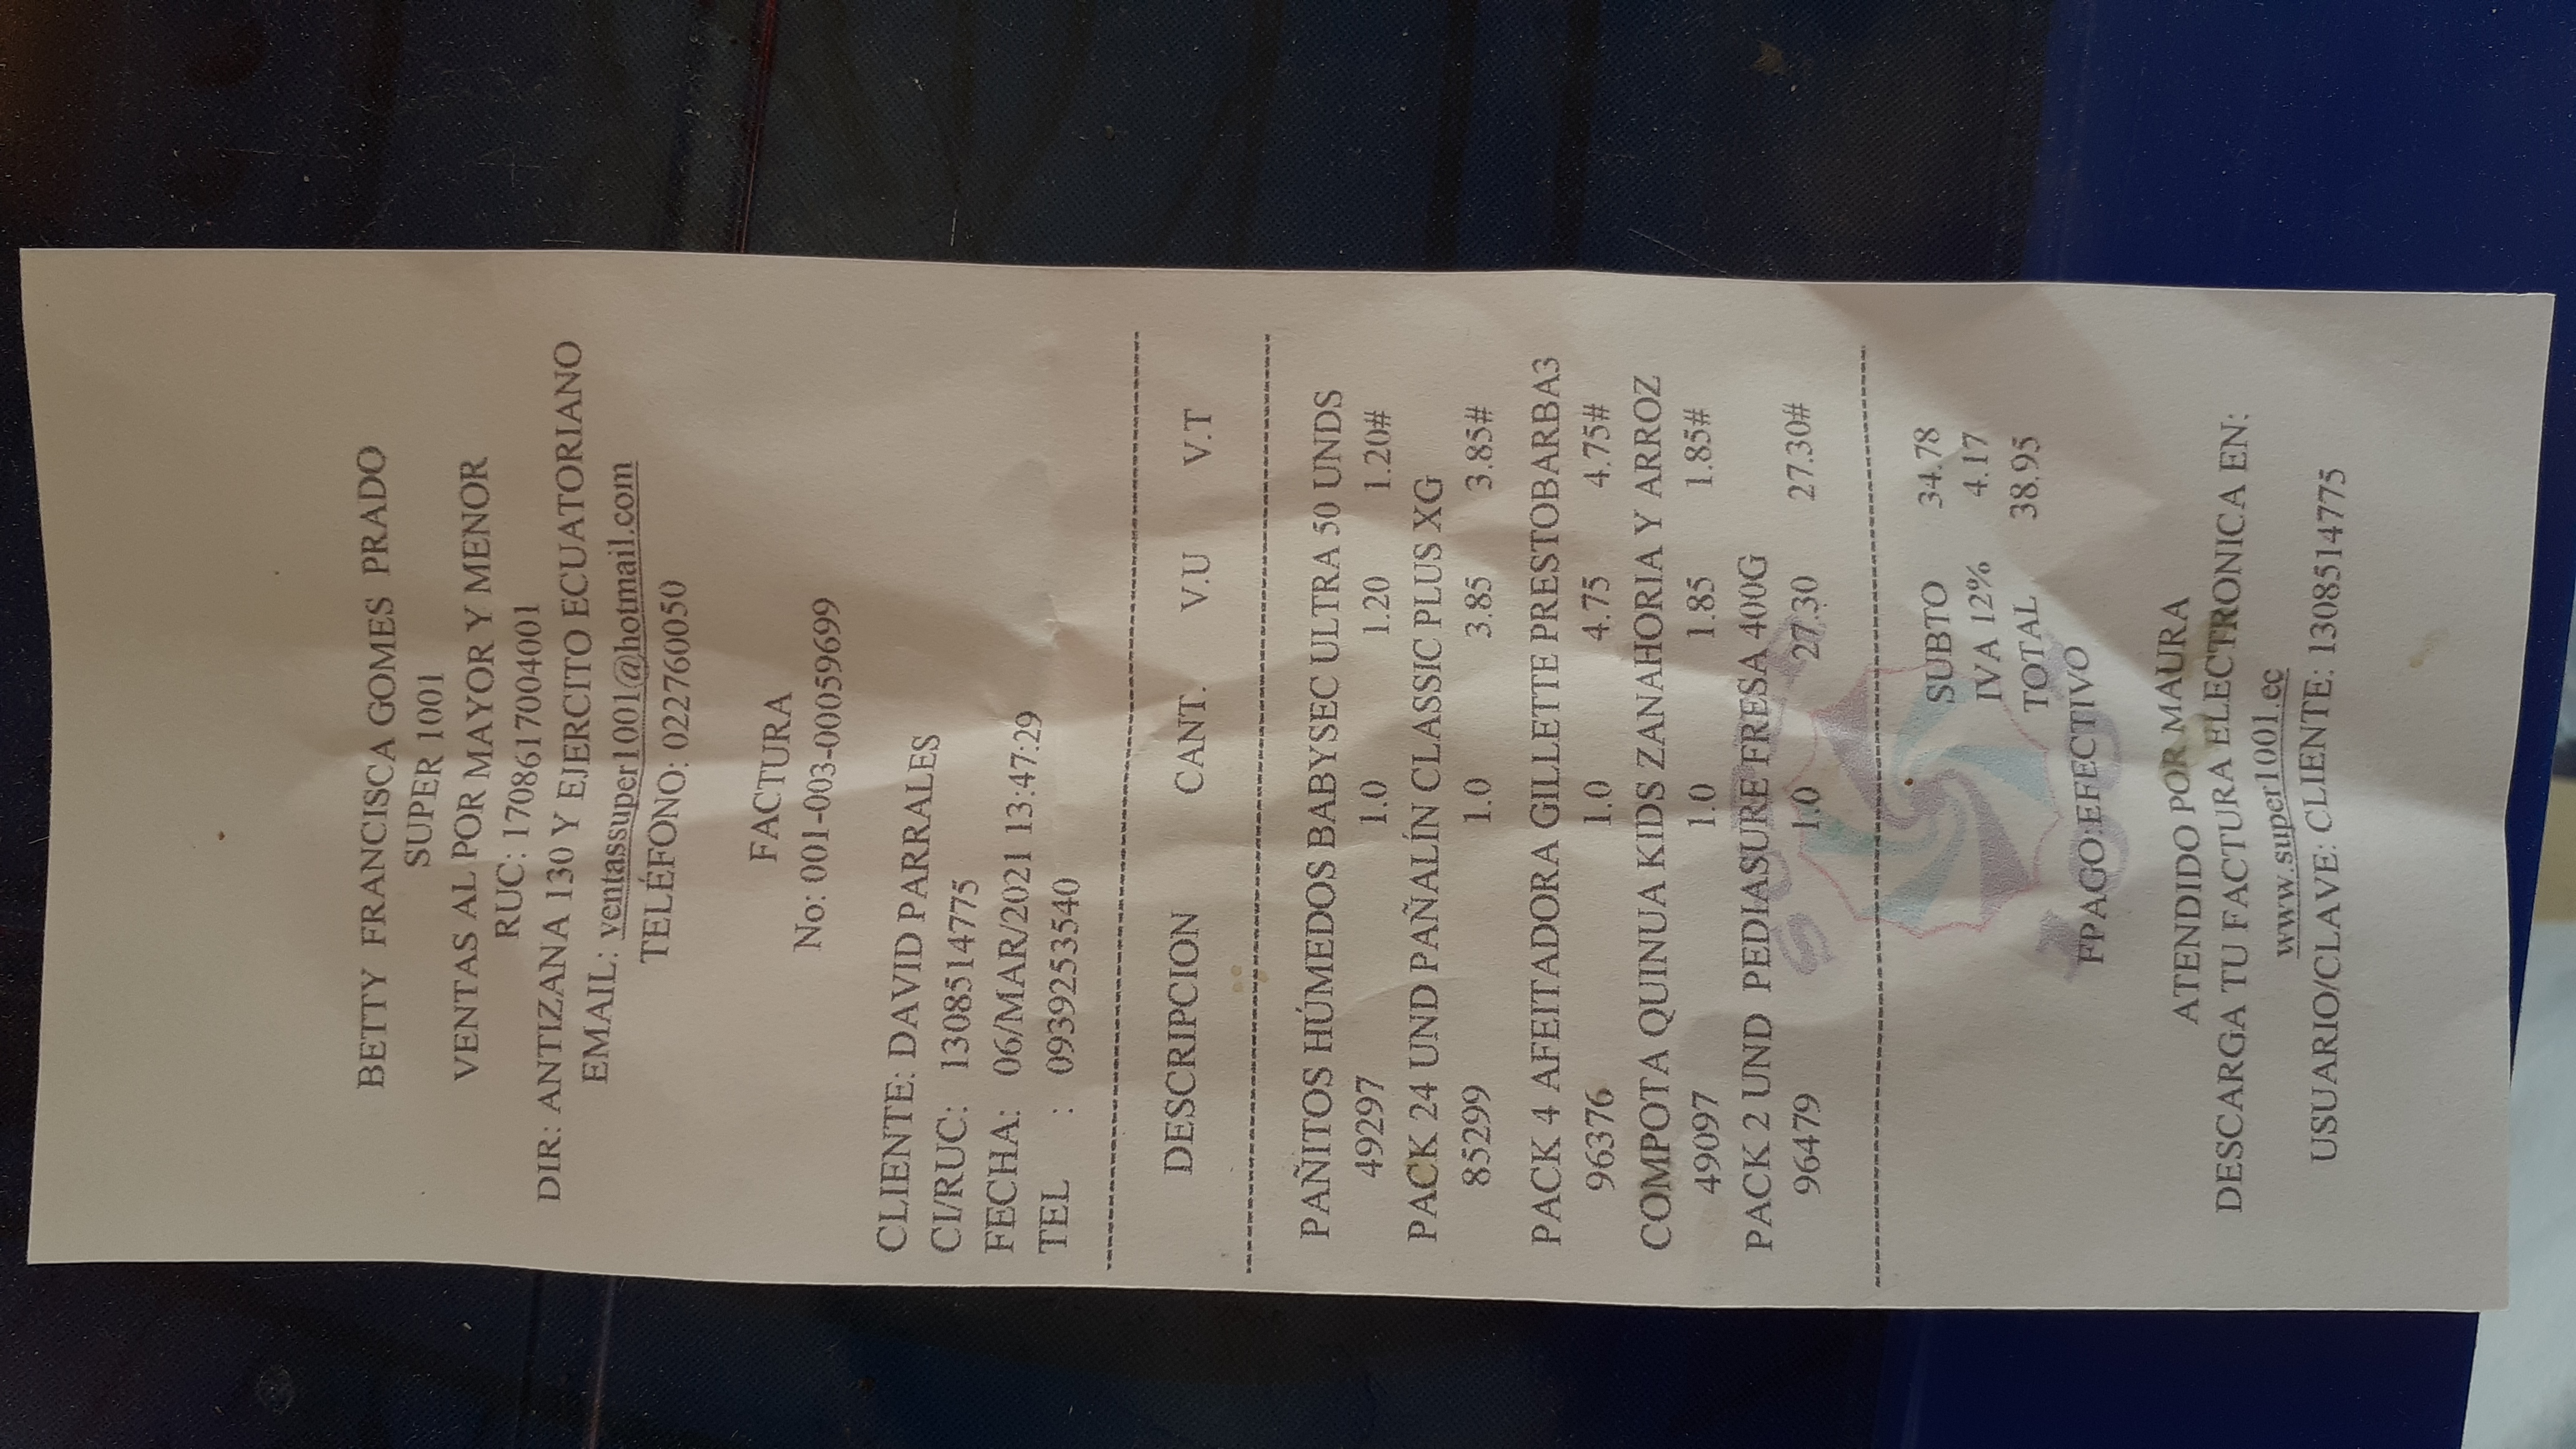 BETTY FRANCISCA GOMES PRADO
SUPER 1001
VENTAS AL POR MAYOR Y MENOR
RUC: 1708617004001
DIR: ANTIZANA 130 Y EJERCITO ECUATORIANO
EMAIL: ventassuper1001@hotmail.com
TELÉFONO: 022760050
FACTURA
No: 001-003-00059699
CLIENTE: DAVID PARRALES
CI/RUC: 1308514775
FECHA: 06/MAR/2021 13:47:29
TEL : 0939253540
DESCRIPCION CANT. V.U V.T
PAÑITOS HÚMEDOS BABYSEC ULTRA 50 UNDS
49297 1.0 1.20 1.20#
PACK 24 UND PAÑALÍN CLASSIC PLUS XG
85299 1.0 3.85 3.85#
PACK 4 AFEITADORA GILLETTE PRESTOBARBA3
96376 1.0 4.75 4.75#
COMPOTA QUINUA KIDS ZANAHORIA Y ARROZ
49097 1.0 1.85 1.85#
PACK 2 UND PEDIASURE FRESA 400G
96479 1.0 27.30 27.30#
SUBTO 34.78
IVA 12% 4.17
TOTAL 38.95
FPAGO:EFECTIVO
ATENDIDO POR MAURA
DESCARGA TU FACTURA ELECTRONICA EN:
www.super1001.ec
USUARIO/CLAVE: CLIENTE: 1308514775